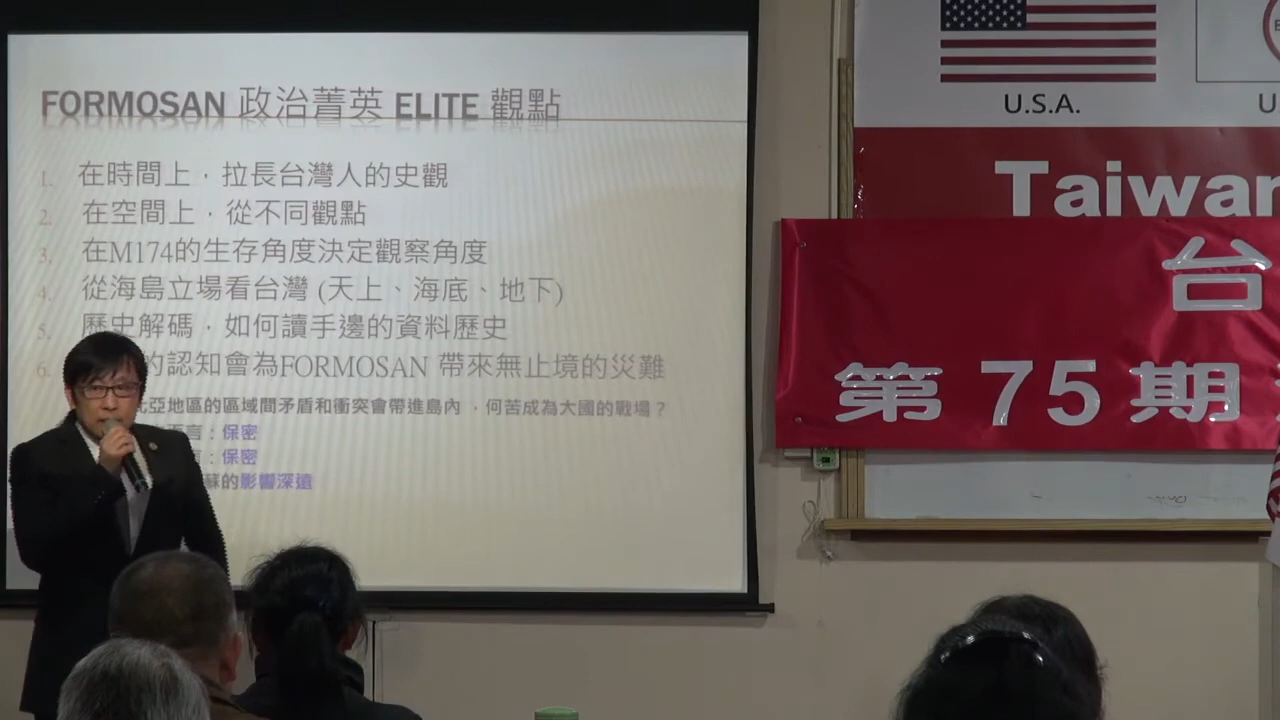 FORMOSAN 政治菁英 ELITE 觀點
1. 在時間上，拉長台灣人的史觀
2. 在空間上，從不同觀點
3. 在M174的生存角度決定觀察角度
4. 從海島立場看台灣 (天上、海底、地下)
5. 歷史解碼，如何讀手邊的資料歷史
6. 的認知會為FORMOSAN 帶來無止境的災難
亞地區的區域間矛盾和衝突會帶進島內，何苦成為大國的戰場？
言：保密
：保密
蘇的影響深遠
U.S.A.
U
Taiwan
台
第 75 期